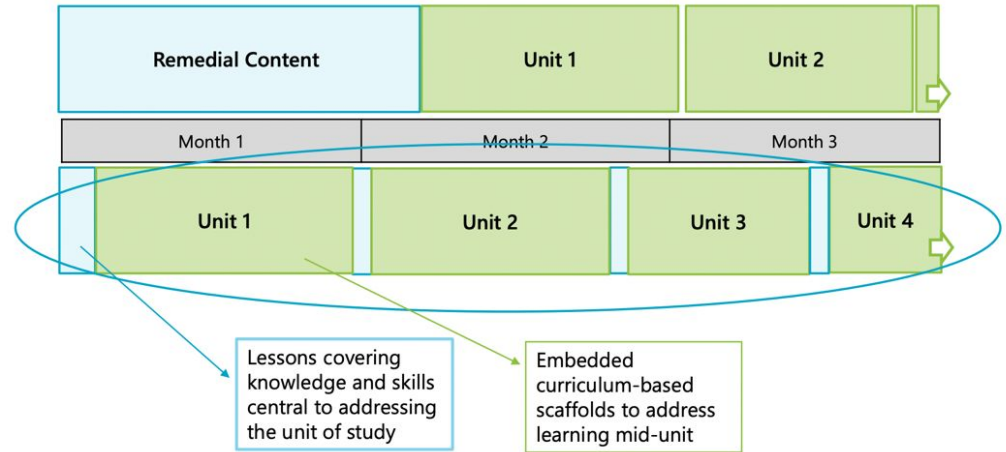 Remedial Content
Unit 1
Unit 2
Month 1
Month 2
Month 3
Unit 1
Unit 2
Unit 3
Unit 4
Lessons covering
knowledge and skills
central to addressing
the unit of study
Embedded
curriculum-based
scaffolds to address
learning mid-unit